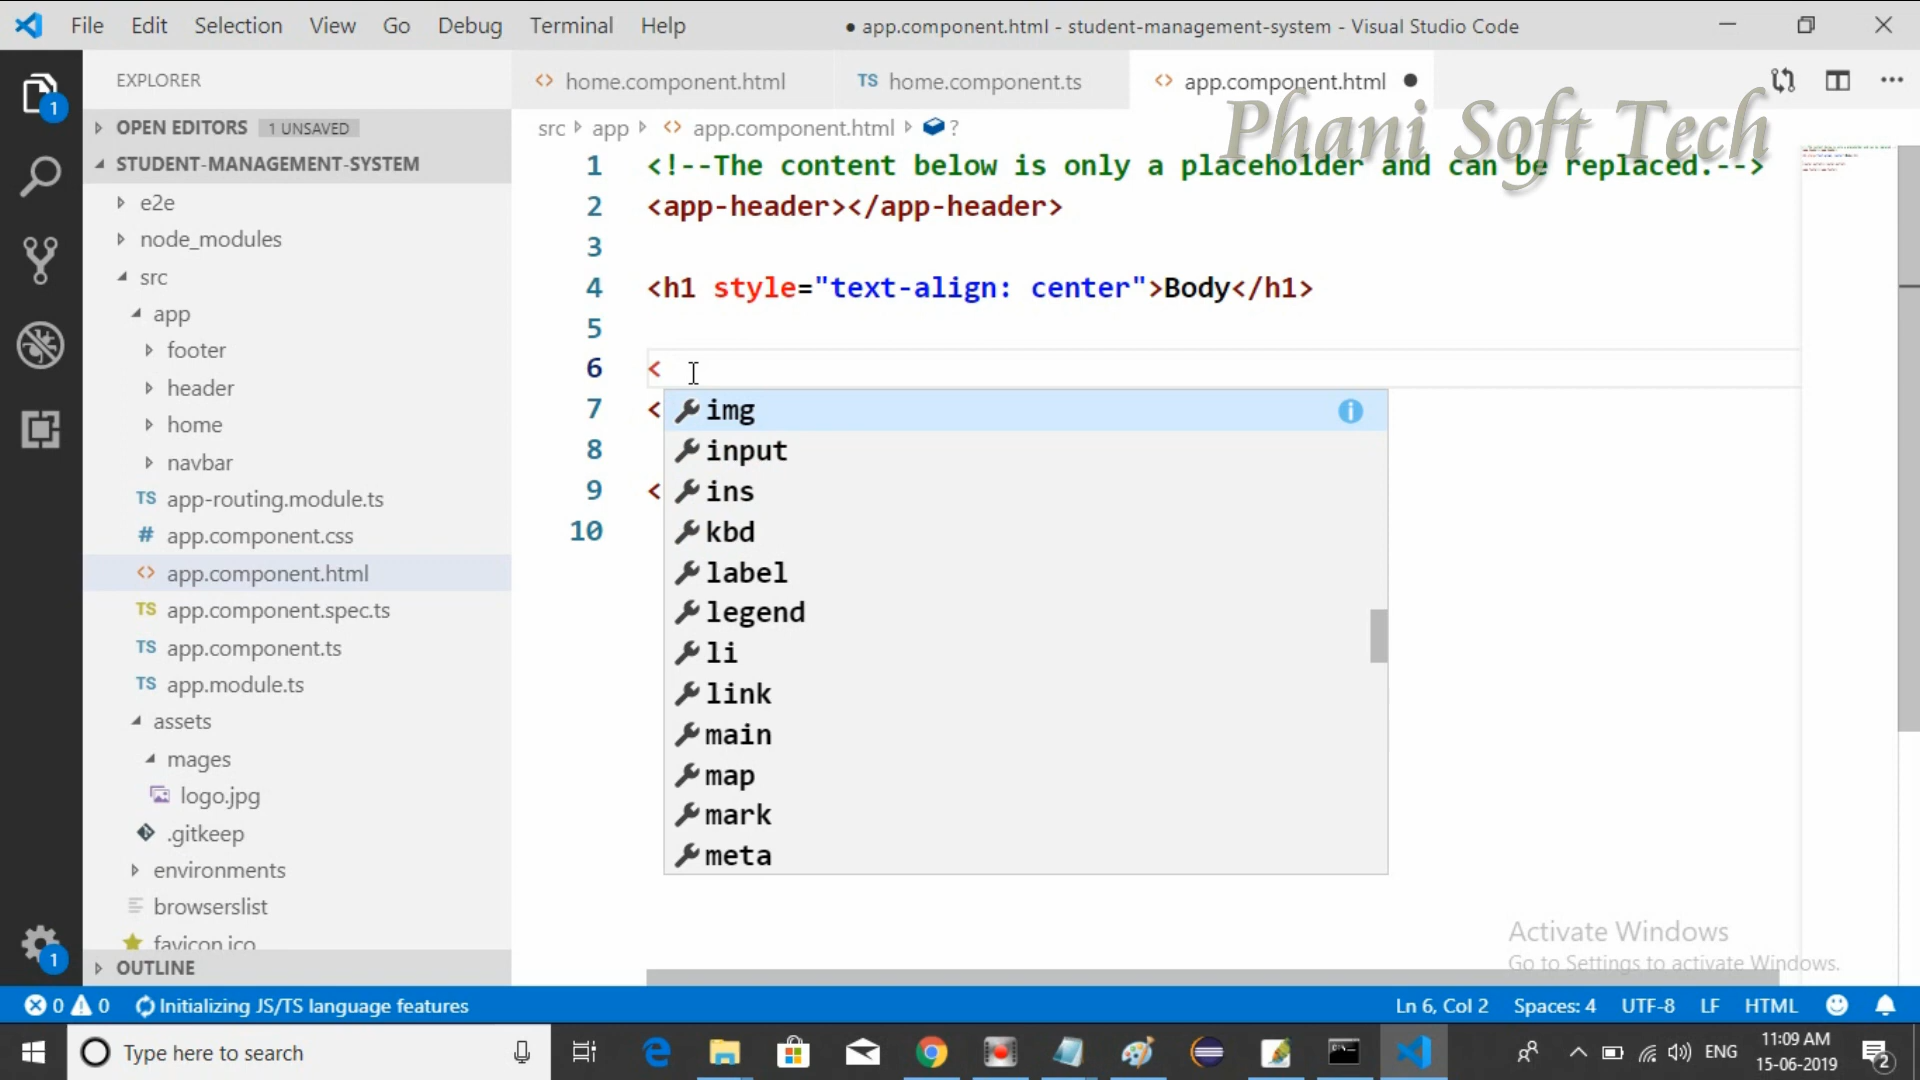 File Edit Selection View Go Debug Terminal Help ● app.component.html - student-management-system - Visual Studio Code
EXPLORER
1
OPEN EDITORS 1 UNSAVED
STUDENT-MANAGEMENT-SYSTEM
e2e
node_modules
src
app
footer
header
home
navbar
TS app-routing.module.ts
# app.component.css
<> app.component.html
TS app.component.spec.ts
TS app.component.ts
TS app.module.ts
assets
mages
logo.jpg
.gitkeep
environments
browserslist
favicon.ico
OUTLINE
1
<> home.component.html TS home.component.ts <> app.component.html ●
Phani Soft Tech
src app <> app.component.html ?
1 <!--The content below is only a placeholder and can be replaced.-->
2 <app-header></app-header>
3
4 <h1 style="text-align: center">Body</h1>
5
6 <
7 <
8
9 <
10
img
input
ins
kbd
label
legend
li
link
main
map
mark
meta
Activate Windows
Go to Settings to activate Windows.
0 0 Initializing JS/TS language features Ln 6, Col 2 Spaces: 4 UTF-8 LF HTML
Type here to search ENG 11:09 AM
15-06-2019 2